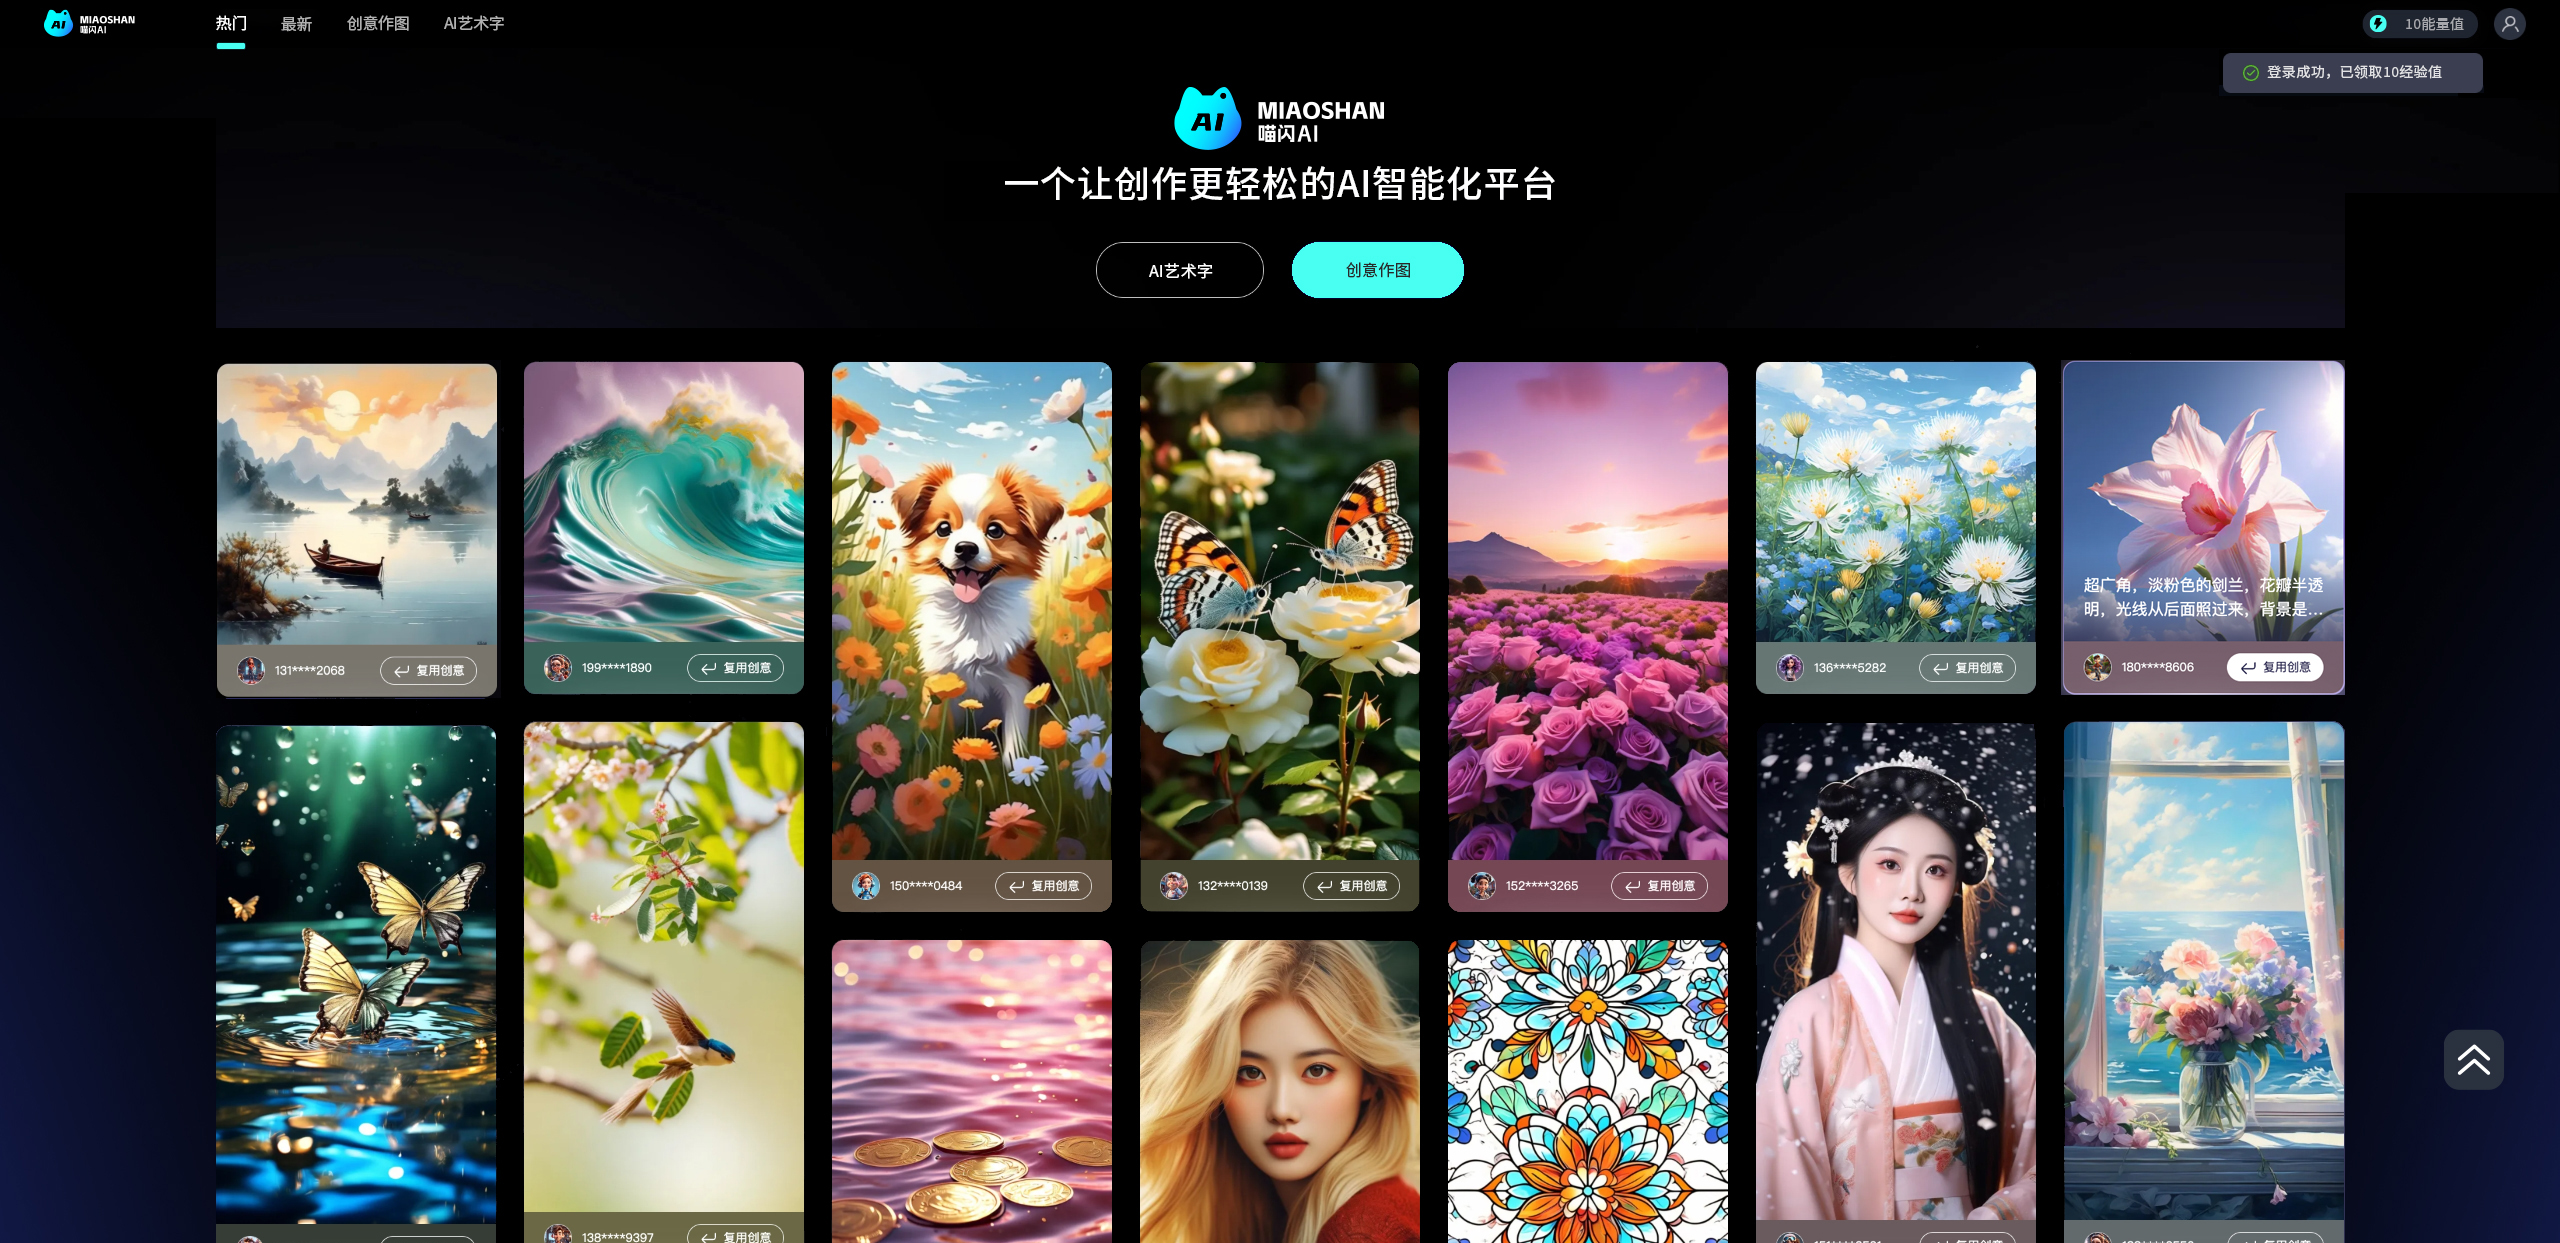 AI MIAOSHAN
喵闪AI
热门
最新
创意作图
AI艺术字
10能量值
登录成功，已领取10经验值
AI MIAOSHAN
喵闪AI
一个让创作更轻松的AI智能化平台
AI艺术字
创意作图
超广角，淡粉色的剑兰，花瓣半透
明，光线从后面照过来，背景是...
131****2068
复用创意
199****1890
复用创意
136****5282
复用创意
180****8606
复用创意
150****0484
复用创意
132****0139
复用创意
152****3265
复用创意
138****9397
复用创意
复用创意
复用创意